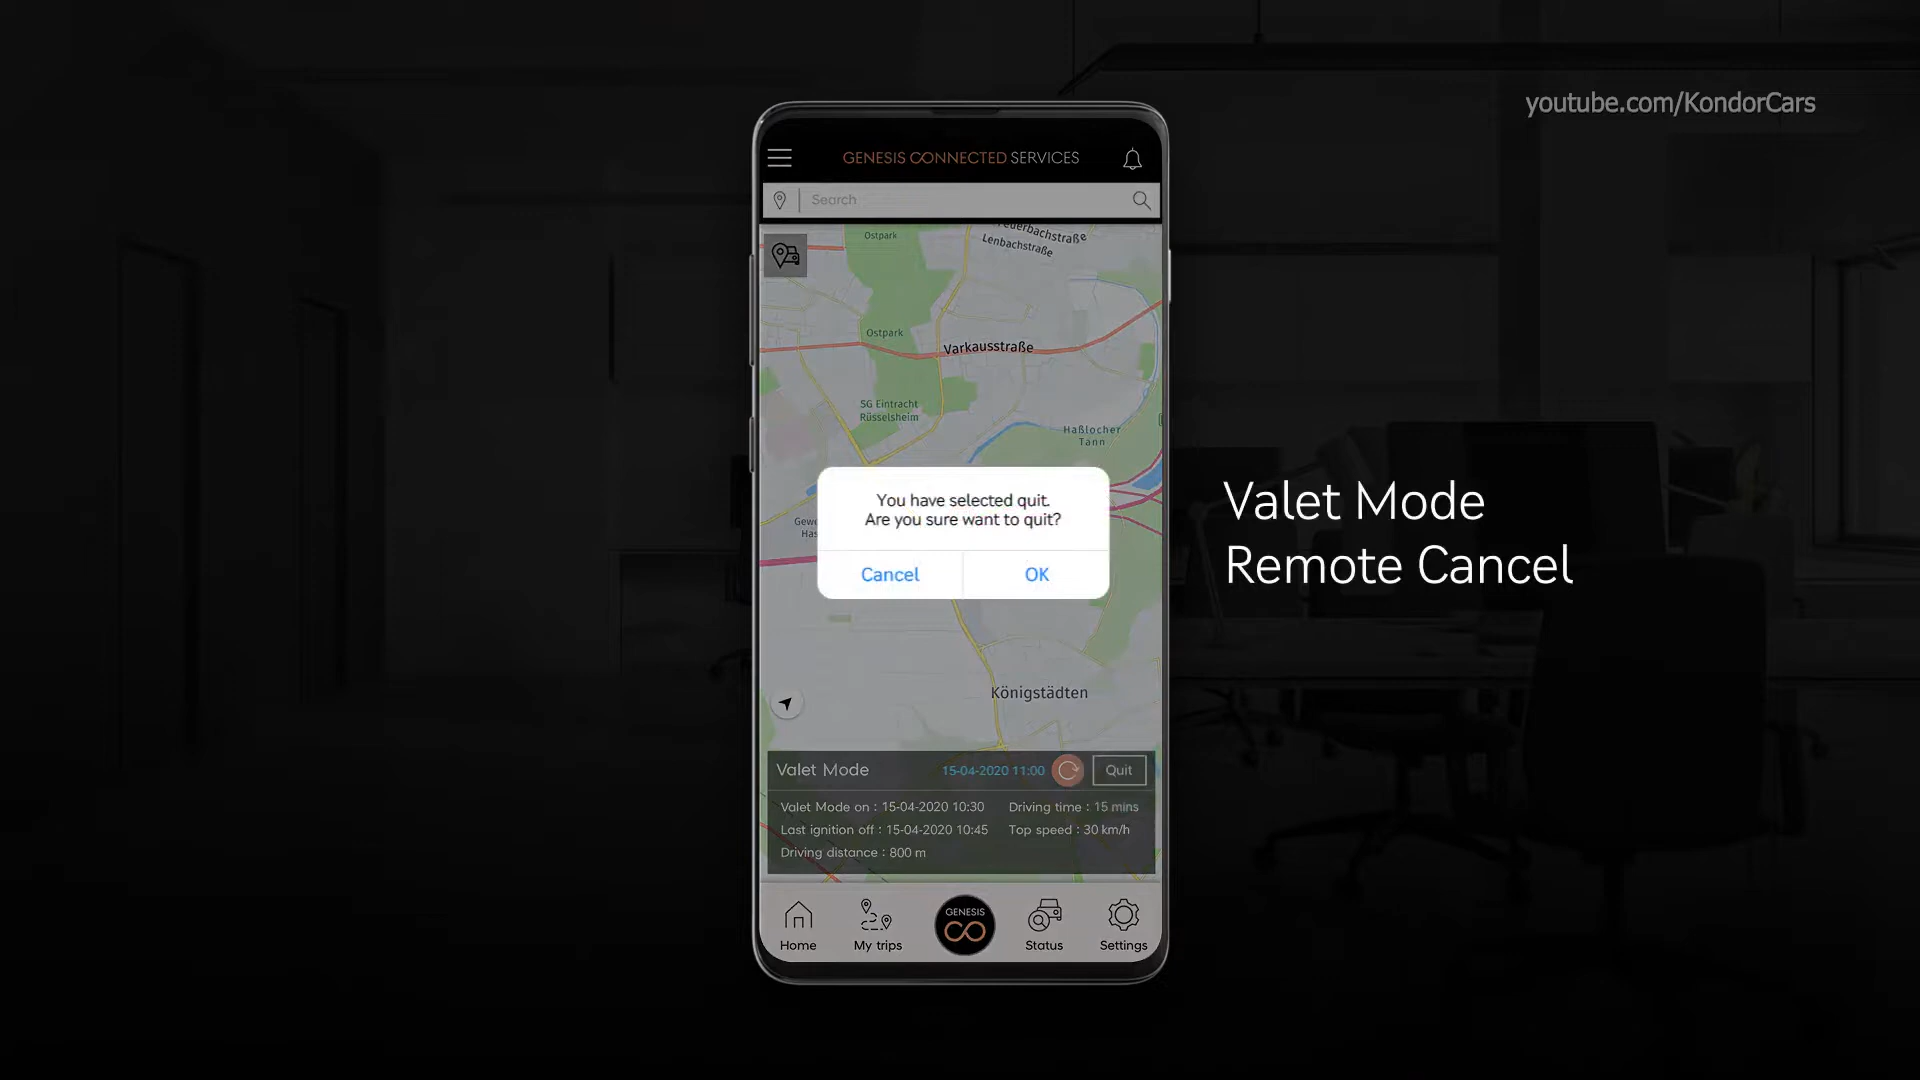 youtube.com/KondorCars
GENESIS CONNECTED SERVICES
Search
Ostpark
Lenbachstraße
Ostpark
Varkausstraße
SG Eintracht
Rüsselsheim
Haßlocher
Tann
You have selected quit.
Are you sure want to quit?
Cancel
OK
Valet Mode
Remote Cancel
Königstädten
Valet Mode
15-04-2020 11:00
Quit
Valet Mode on : 15-04-2020 10:30
Driving time : 15 mins
Last ignition off : 15-04-2020 10:45
Top speed : 30 km/h
Driving distance : 800 m
GENESIS
Home
My trips
Status
Settings